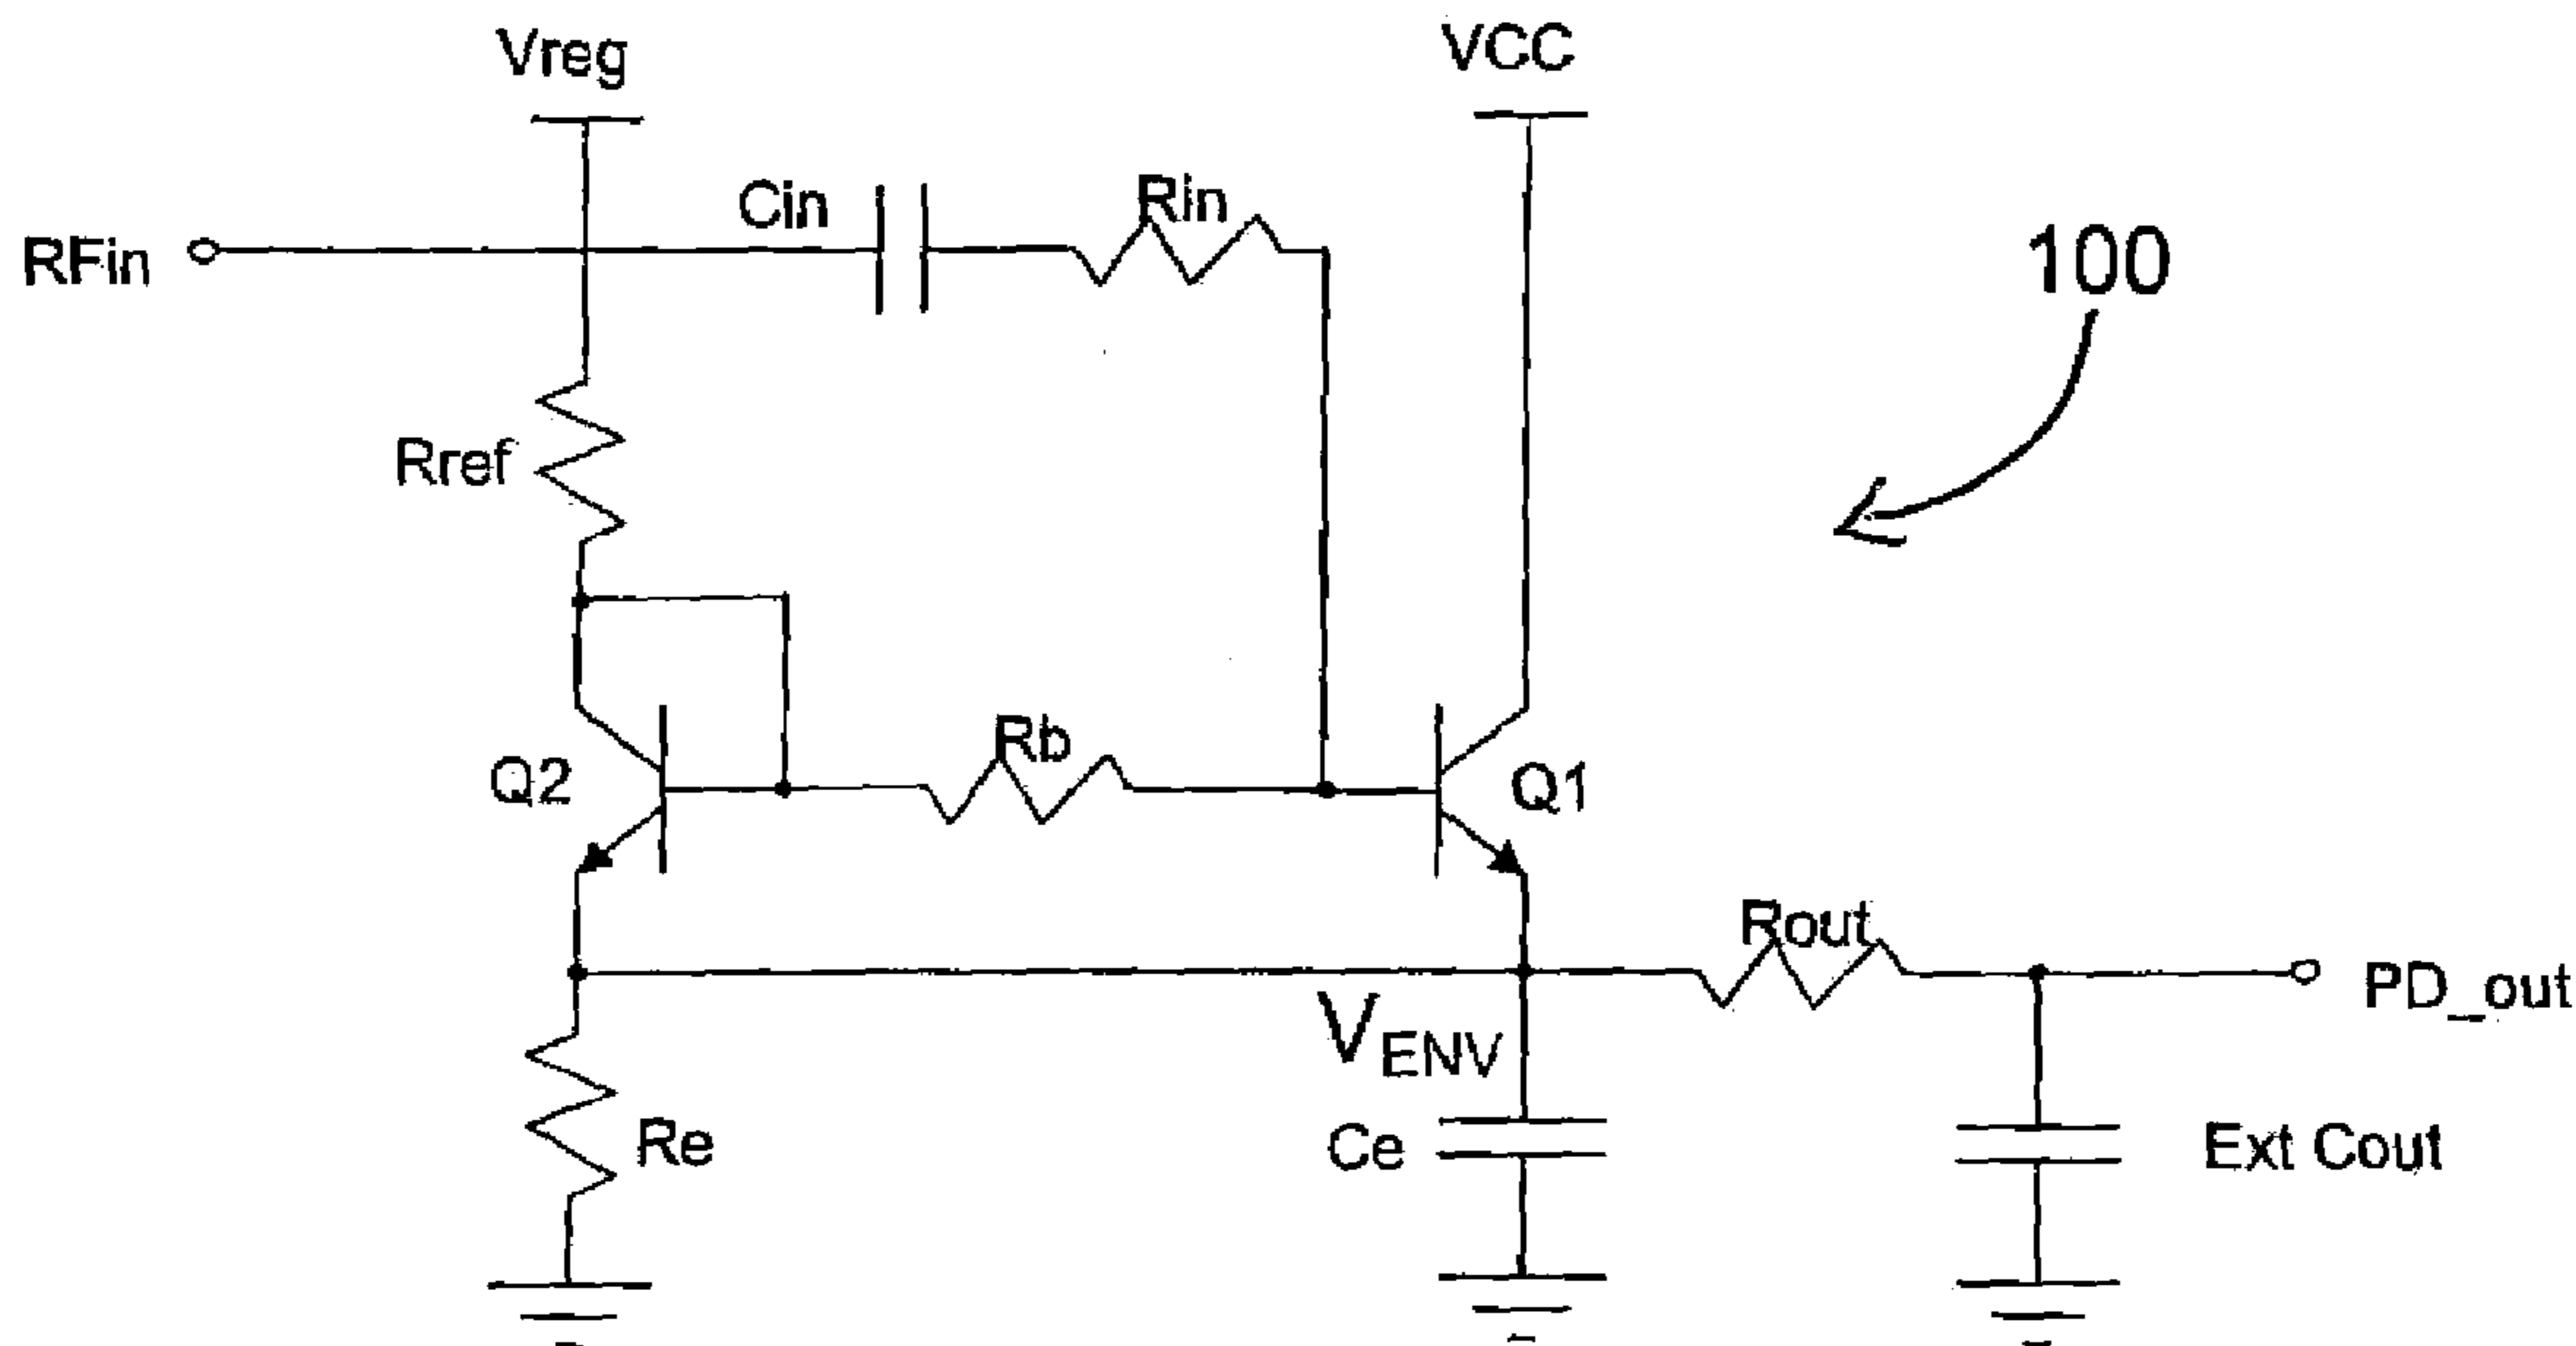 Vreg
VCC
Cin
Rin
RFin
100
Rref
Rb
Q2
Q1
Rout
PD_out
VENV
Re
Ce
Ext Cout